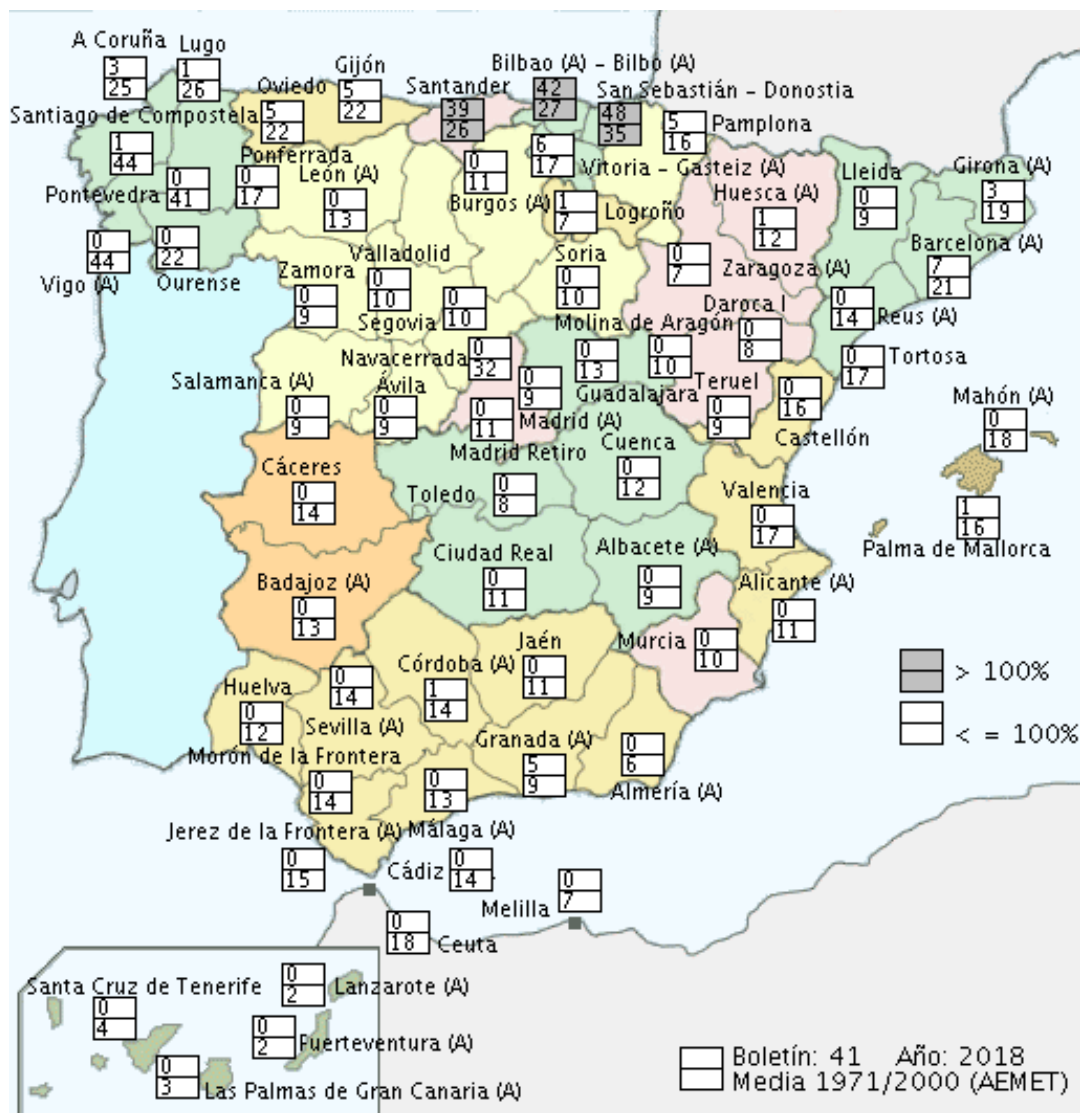 A Coruña
3
25
Lugo
1
26
Gijón
5
22
Oviedo
5
22
Santander
39
26
Bilbao (A) - Bilbo (A)
42
27
San Sebastián - Donostia
48
35
Pamplona
5
16
Santiago de Compostela
1
44
Ponferrada
0
17
León (A)
0
13
Burgos (A)
0
11
Vitoria - Gasteiz (A)
6
17
Logroño
1
7
Huesca (A)
1
12
Lleida
0
9
Girona (A)
3
19
Pontevedra
0
41
Vigo (A)
0
44
Ourense
0
22
Zamora
0
9
Valladolid
0
10
Soria
0
10
Zaragoza (A)
0
7
Barcelona (A)
7
21
Segovia
0
10
Molina de Aragón
0
10
Daroca I
0
8
Reus (A)
0
14
Tortosa
0
17
Navacerrada
0
32
Guadalajara
0
13
Salamanca (A)
0
9
Ávila
0
9
Madrid (A)
0
9
Madrid Retiro
0
11
Teruel
0
9
Castellón
0
16
Mahón (A)
0
18
Cáceres
0
14
Toledo
0
8
Cuenca
0
12
Valencia
0
17
Palma de Mallorca
1
16
Badajoz (A)
0
13
Ciudad Real
0
11
Albacete (A)
0
9
Alicante (A)
0
11
Murcia
0
10
> 100%
< = 100%
Huelva
0
12
Sevilla (A)
0
14
Córdoba (A)
1
14
Jaén
0
11
Morón de la Frontera
0
14
Málaga (A)
0
13
Granada (A)
5
9
Almería (A)
0
6
Jerez de la Frontera (A)
0
15
Cádiz
0
14
Melilla
0
7
Ceuta
0
18
Santa Cruz de Tenerife
0
4
Lanzarote (A)
0
2
Fuerteventura (A)
0
2
Las Palmas de Gran Canaria (A)
0
3
Boletín: 41 Año: 2018
Media 1971/2000 (AEMET)